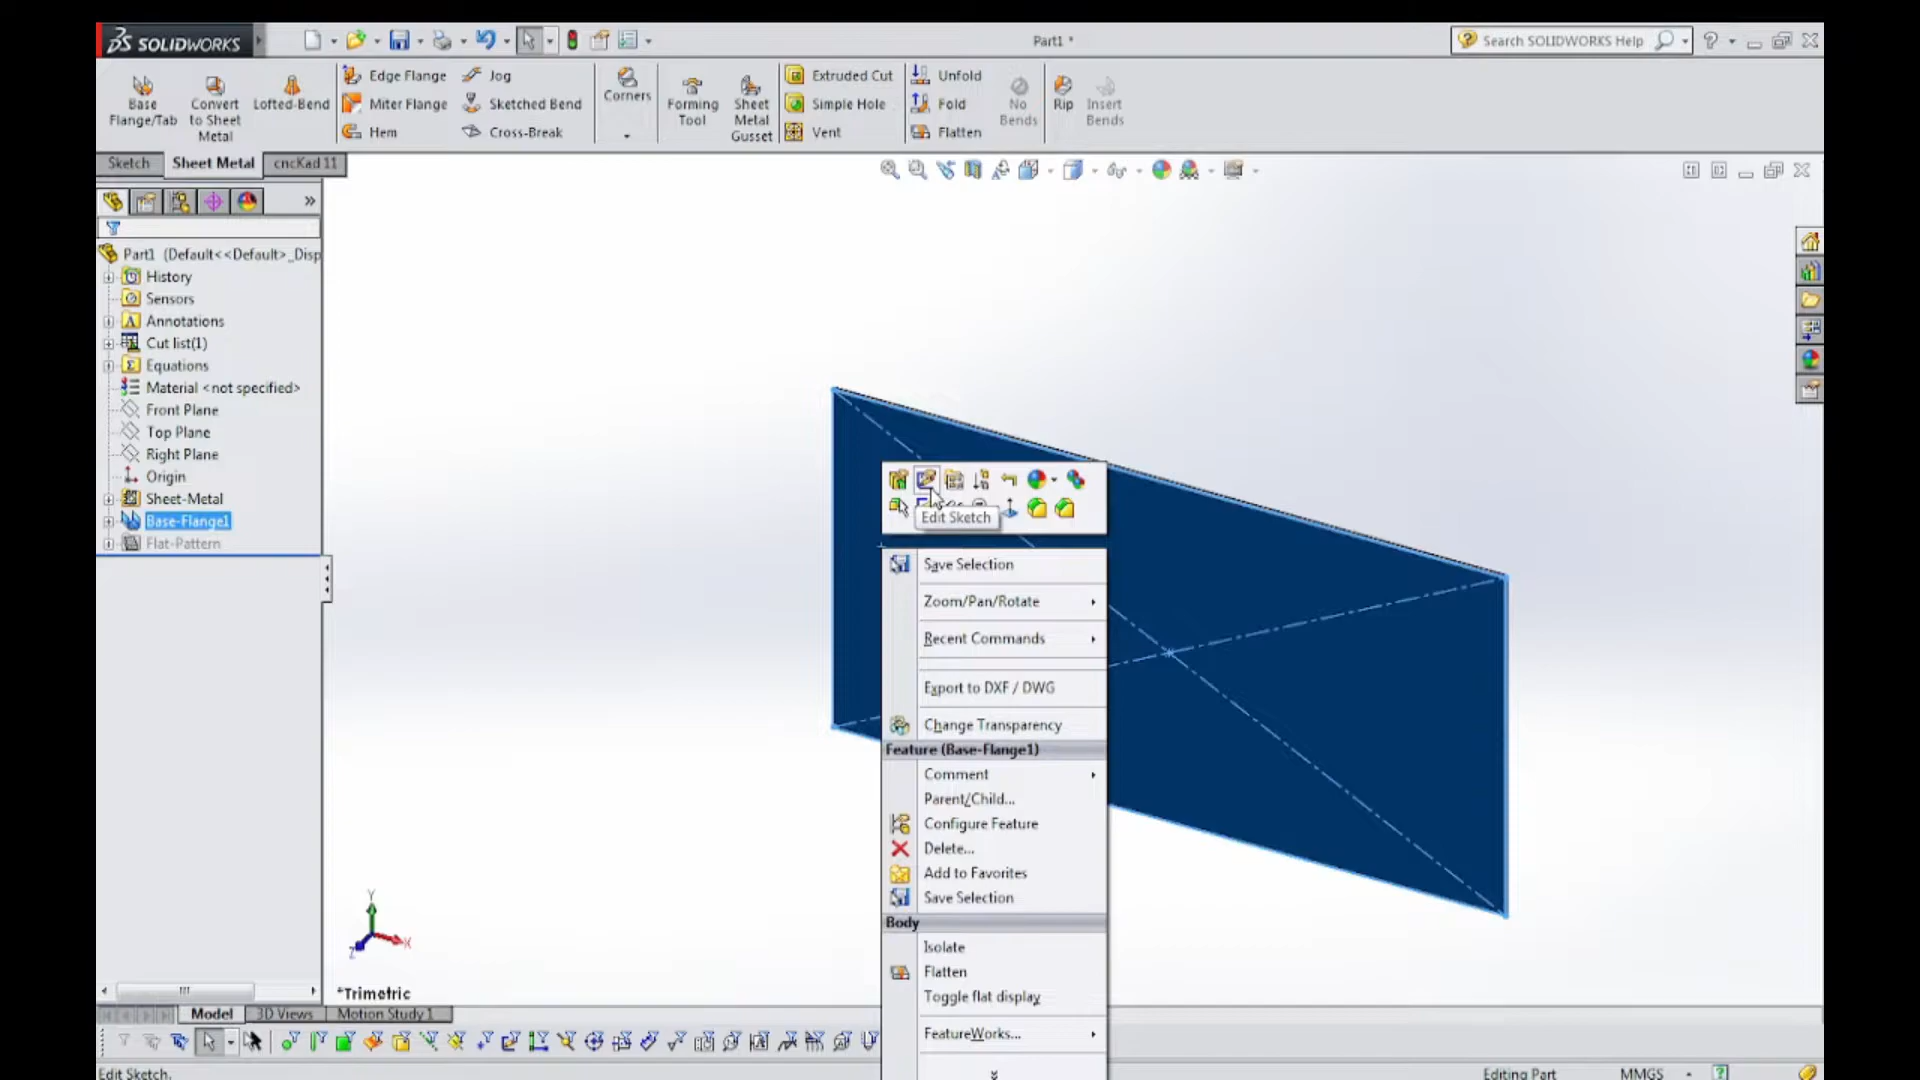 SOLIDWORKS
Part1 *
Search SOLIDWORKS Help
Base Flange/Tab
Convert to Sheet Metal
Lofted-Bend
Edge Flange
Miter Flange
Hem
Jog
Sketched Bend
Cross-Break
Corners
Forming Tool
Sheet Metal Gusset
Extruded Cut
Simple Hole
Vent
Unfold
Fold
Flatten
No Bends
Rip
Insert Bends
Sketch
Sheet Metal
cncKad 11
Part1 (Default<<Default>_Disp
History
Sensors
Annotations
Cut list(1)
Equations
Material <not specified>
Front Plane
Top Plane
Right Plane
Origin
Sheet-Metal
Base-Flange1
Flat-Pattern
Edit Sketch
Save Selection
Zoom/Pan/Rotate
Recent Commands
Export to DXF / DWG
Change Transparency
Feature (Base-Flange1)
Comment
Parent/Child...
Configure Feature
Delete...
Add to Favorites
Save Selection
Body
Isolate
Flatten
Toggle flat display
FeatureWorks...
Y
X
Z
*Trimetric
Model
3D Views
Motion Study 1
Edit Sketch.
Editing Part
MMGS